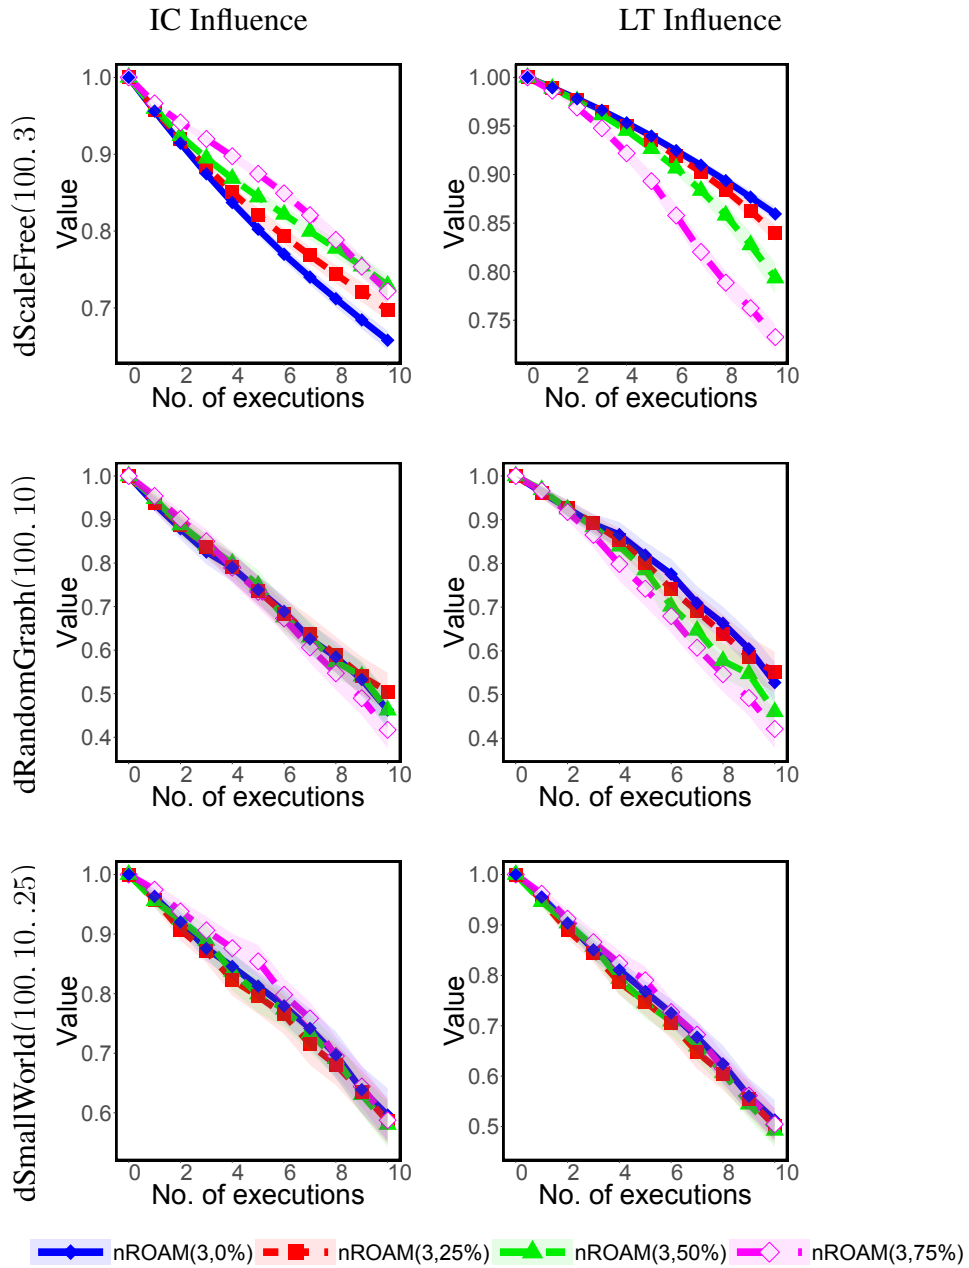 IC Influence LT Influence
dScaleFree(100. 3)
Value
1.0
0.9
0.8
0.7
0 2 4 6 8 10
No. of executions
Value
1.00
0.95
0.90
0.85
0.80
0.75
0 2 4 6 8 10
No. of executions
dRandomGraph(100. 10)
Value
1.0
0.9
0.8
0.7
0.6
0.5
0.4
0 2 4 6 8 10
No. of executions
Value
1.0
0.9
0.8
0.7
0.6
0.5
0.4
0 2 4 6 8 10
No. of executions
dSmallWorld(100. 10. .25)
Value
1.0
0.9
0.8
0.7
0.6
0 2 4 6 8 10
No. of executions
Value
1.0
0.9
0.8
0.7
0.6
0.5
0 2 4 6 8 10
No. of executions
nROAM(3,0%) nROAM(3,25%) nROAM(3,50%) nROAM(3,75%)